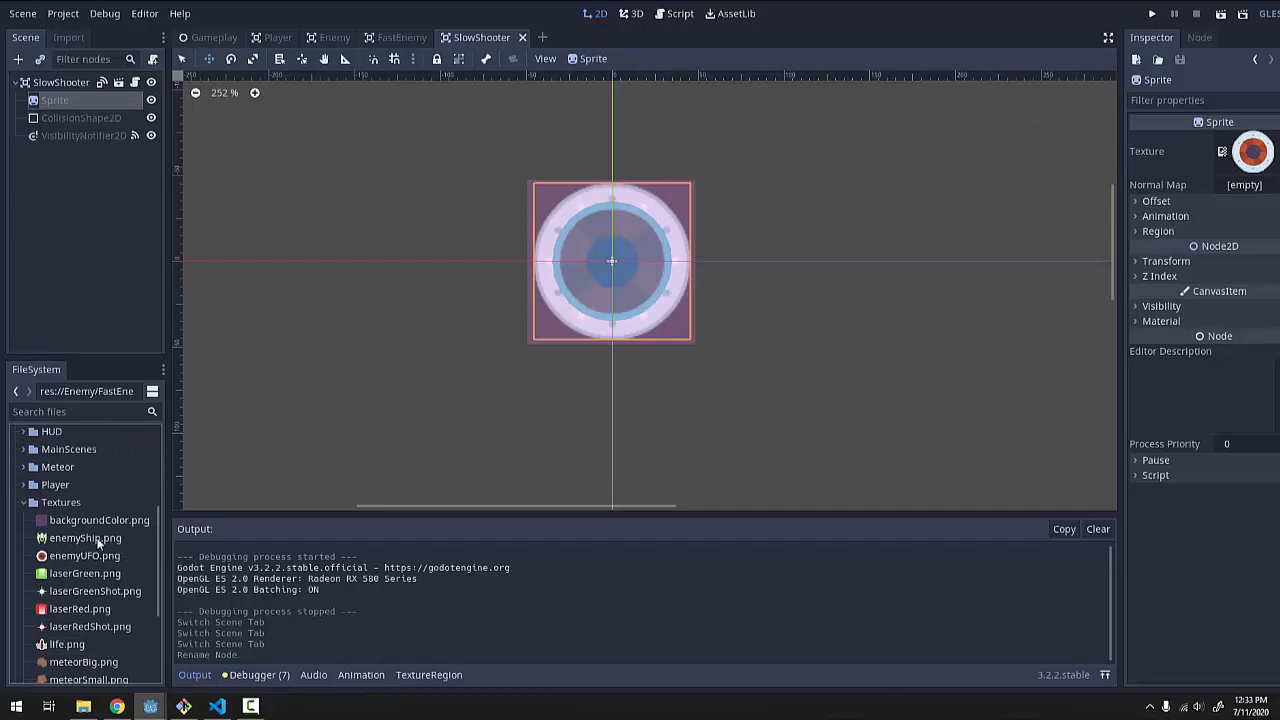 Scene Project Debug Editor Help
2D 3D Script AssetLib
GLES
Scene Import
Gameplay Player Enemy FastEnemy SlowShooter
Inspector Node
Filter nodes
View Sprite
SlowShooter
Sprite
CollisionShape2D
VisibilityNotifier2D
252 %
Sprite
Filter properties
Sprite
Texture
Normal Map [empty]
Offset
Animation
Region
Node2D
Transform
Z Index
CanvasItem
Visibility
Material
Node
Editor Description
Process Priority 0
Pause
Script
FileSystem
res://Enemy/FastEne
Search files
HUD
MainScenes
Meteor
Player
Textures
backgroundColor.png
enemyShip.png
enemyUFO.png
laserGreen.png
laserGreenShot.png
laserRed.png
laserRedShot.png
life.png
meteorBig.png
meteorSmall.png
Output:
Copy Clear
--- Debugging process started ---
Godot Engine v3.2.2.stable.official - https://godotengine.org
OpenGL ES 2.0 Renderer: Radeon RX 580 Series
OpenGL ES 2.0 Batching: ON
--- Debugging process stopped ---
Switch Scene Tab
Switch Scene Tab
Switch Scene Tab
Rename Node
Output Debugger (7) Audio Animation TextureRegion
3.2.2.stable
12:33 PM
7/11/2020